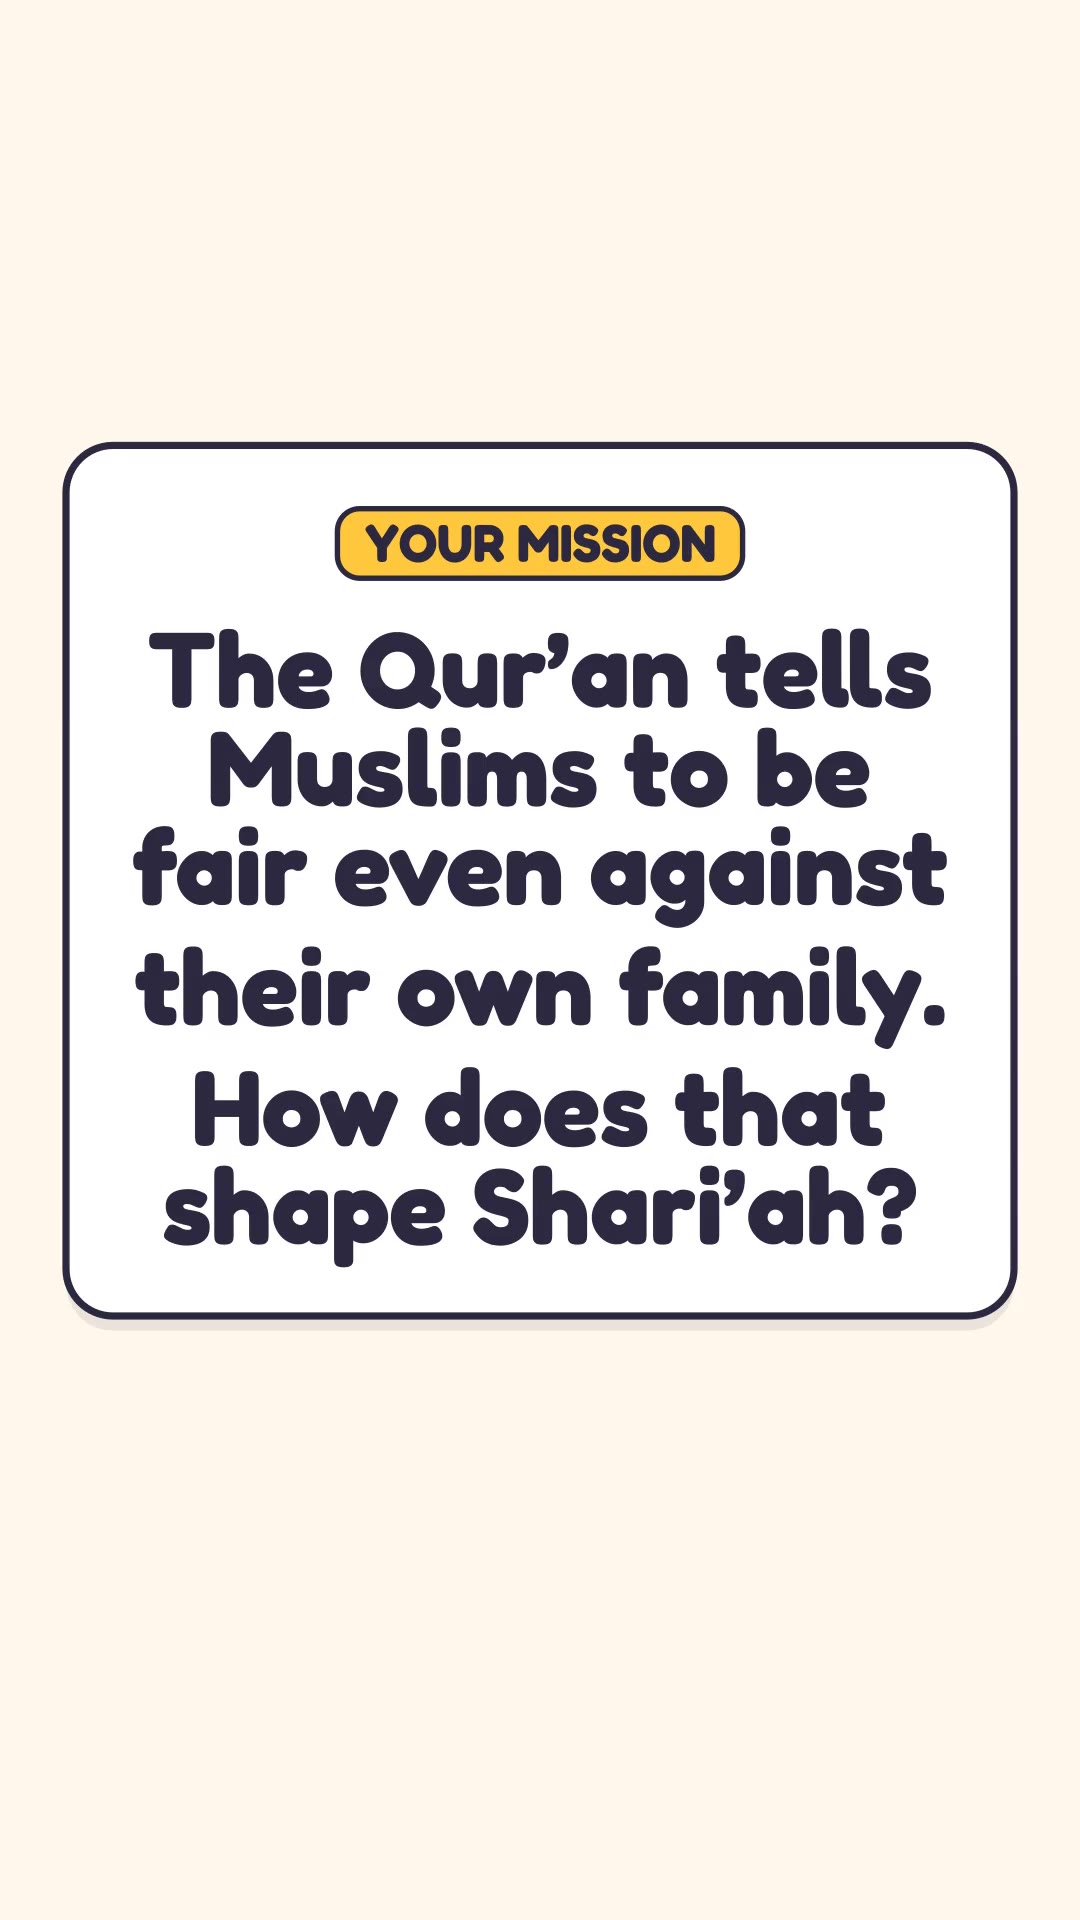 YOUR MISSION
The Qur’an tells
Muslims to be
fair even against
their own family.
How does that
shape Shari’ah?